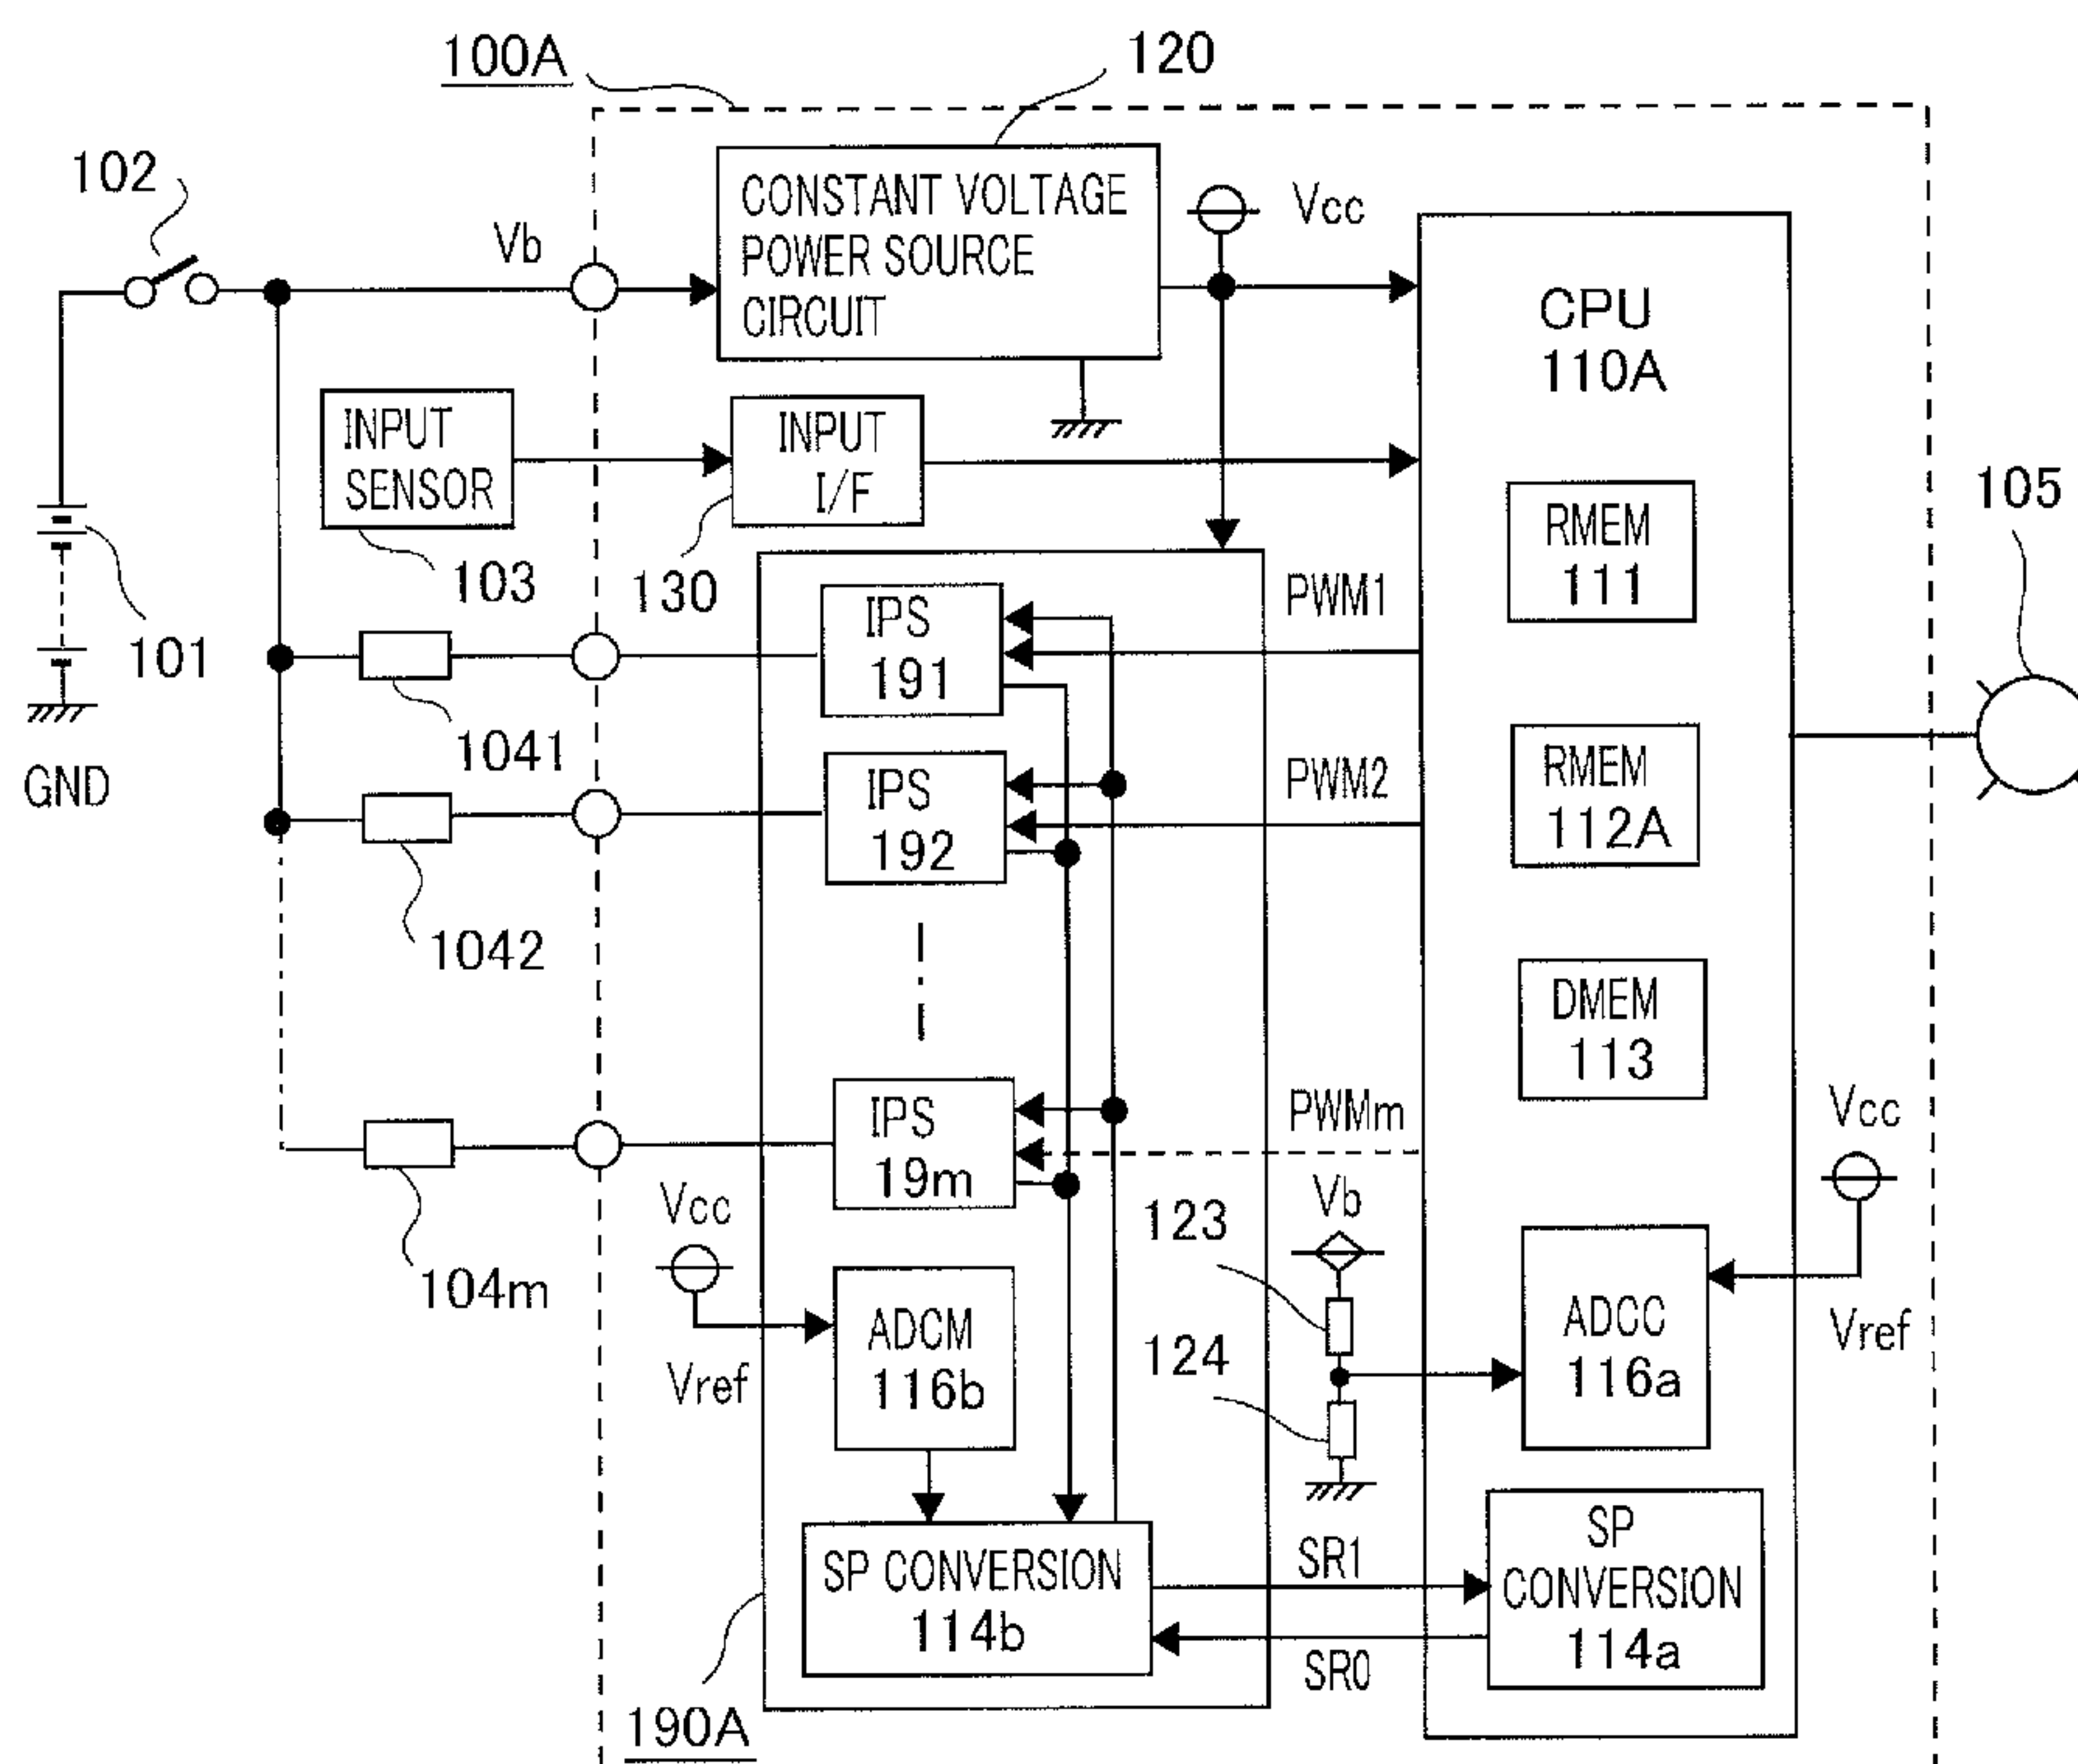 100A
120
102
CONSTANT VOLTAGE
POWER SOURCE
CIRCUIT
Vcc
Vb
CPU
110A
INPUT
SENSOR
INPUT
I/F
105
RMEM
111
103
130
PWM1
IPS
191
101
1041
PWM2
IPS
192
RMEM
112A
GND
1042
DMEM
113
IPS
19m
PWMm
Vcc
Vcc
Vb
123
104m
ADCM
116b
124
ADCC
116a
Vref
Vref
SP CONVERSION
114b
SR1
SP
CONVERSION
114a
SR0
190A